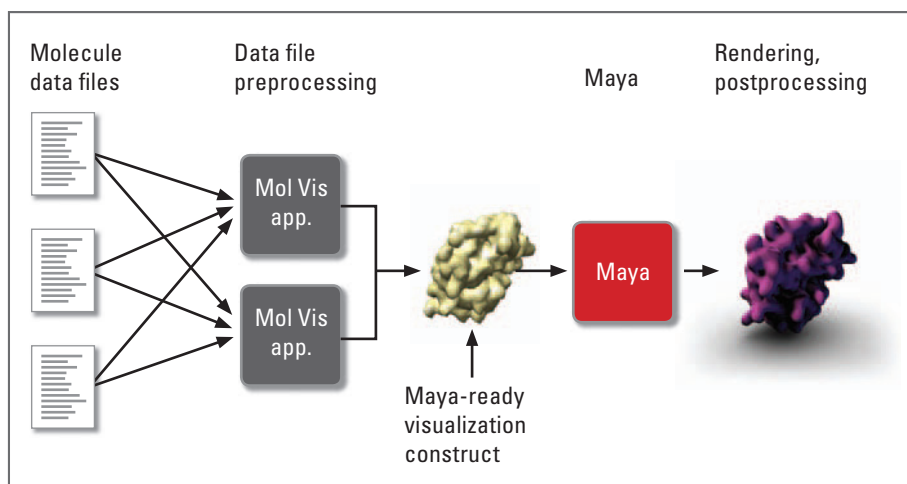 Molecule
data files
Data file
preprocessing
Maya
Rendering,
postprocessing
Mol Vis
app.
Mol Vis
app.
Maya
Maya-ready
visualization
construct